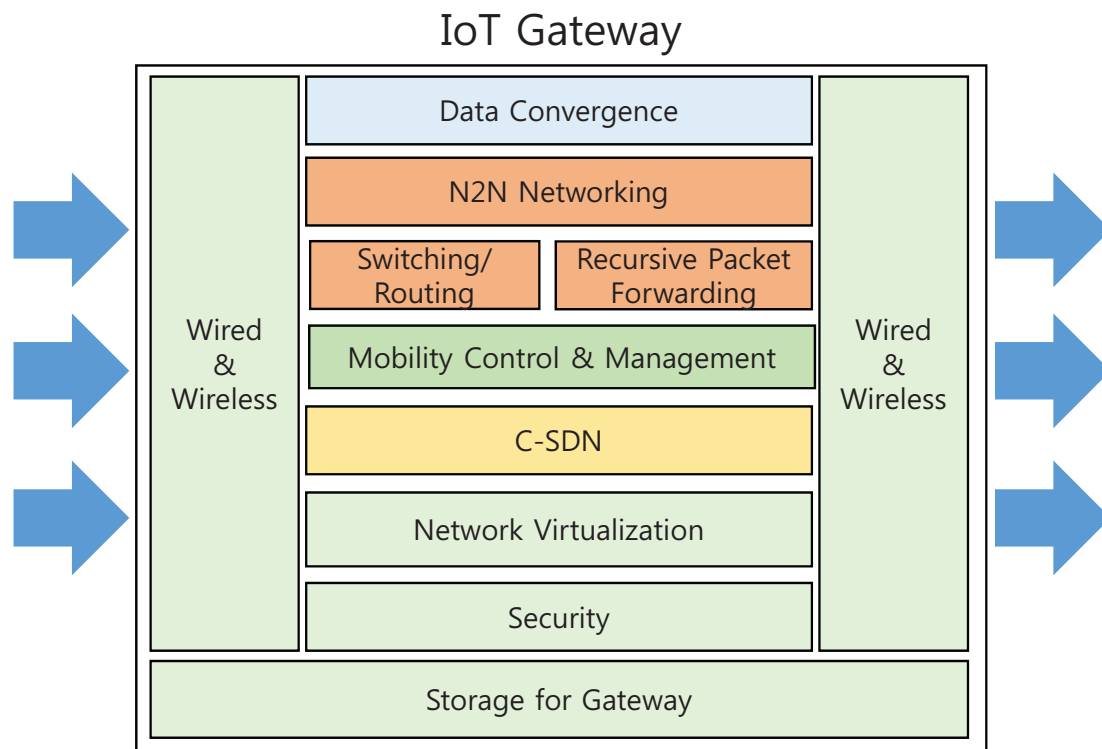 IoT Gateway
Data Convergence
N2N Networking
Switching/
Routing
Recursive Packet
Forwarding
Wired
&
Wireless
Mobility Control & Management
Wired
&
Wireless
C-SDN
Network Virtualization
Security
Storage for Gateway